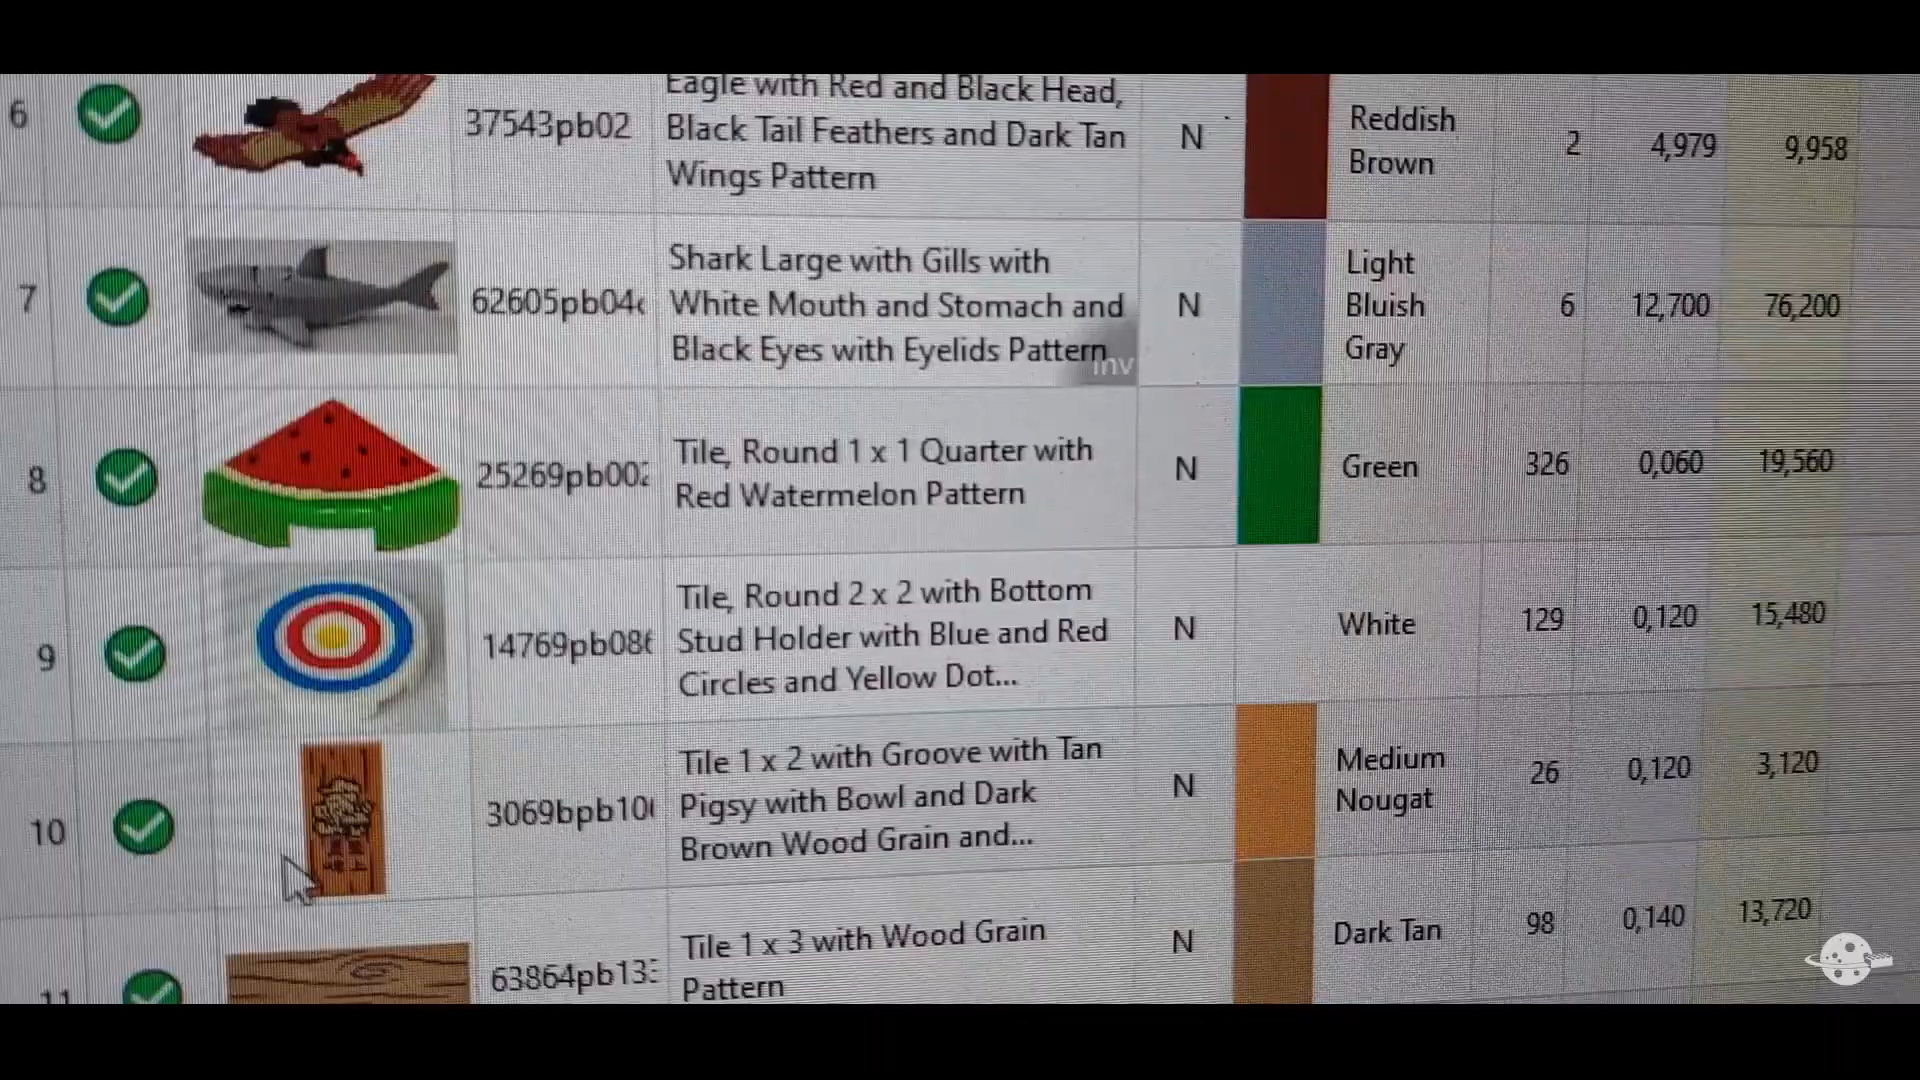 6
37543pb02
Eagle with Red and Black Head,
Black Tail Feathers and Dark Tan
Wings Pattern
N
Reddish
Brown
2
4,979
9,958
7
62605pb04
Shark Large with Gills with
White Mouth and Stomach and
Black Eyes with Eyelids Pattern
inv
N
Light
Bluish
Gray
6
12,700
76,200
8
25269pb002
Tile, Round 1 x 1 Quarter with
Red Watermelon Pattern
N
Green
326
0,060
19,560
9
14769pb086
Tile, Round 2 x 2 with Bottom
Stud Holder with Blue and Red
Circles and Yellow Dot...
N
White
129
0,120
15,480
10
3069bpb10
Tile 1 x 2 with Groove with Tan
Pigsy with Bowl and Dark
Brown Wood Grain and...
N
Medium
Nougat
26
0,120
3,120
11
63864pb13
Tile 1 x 3 with Wood Grain
Pattern
N
Dark Tan
98
0,140
13,720